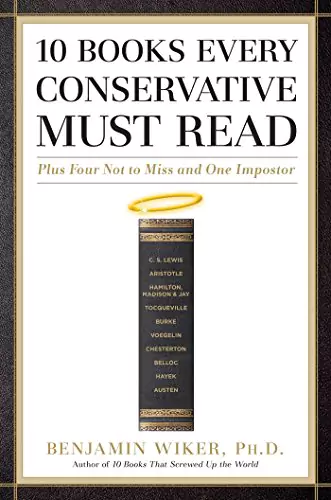 10 BOOKS EVERY
CONSERVATIVE
MUST READ
Plus Four Not to Miss and One Impostor
C. S. LEWIS
ARISTOTLE
HAMILTON,
MADISON & JAY
TOCQUEVILLE
BURKE
VOEGELIN
CHESTERTON
BELLOC
HAYEK
AUSTEN
BENJAMIN WIKER, PH.D.
Author of 10 Books That Screwed Up the World